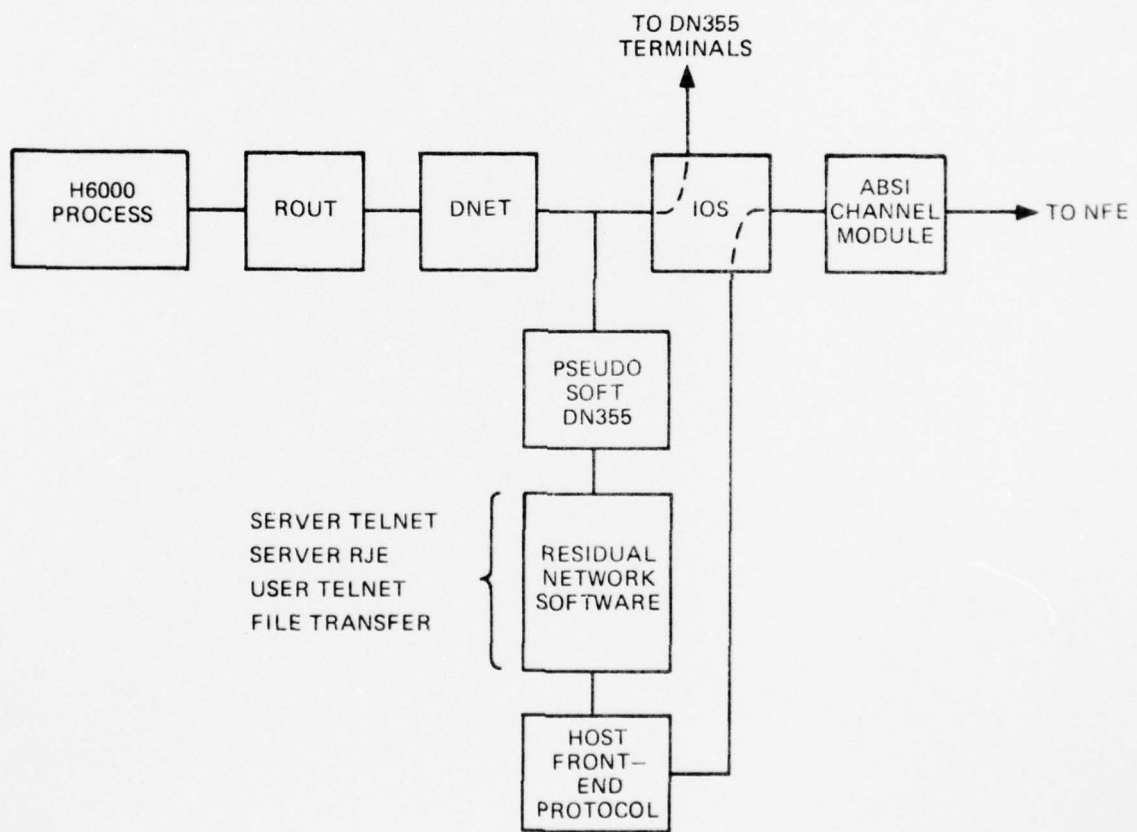 TO DN355
TERMINALS
H6000
PROCESS
ROUT
DNET
IOS
ABSI
CHANNEL
MODULE
TO NFE
PSEUDO
SOFT
DN355
SERVER TELNET
SERVER RJE
USER TELNET
FILE TRANSFER
RESIDUAL
NETWORK
SOFTWARE
HOST
FRONT—
END
PROTOCOL